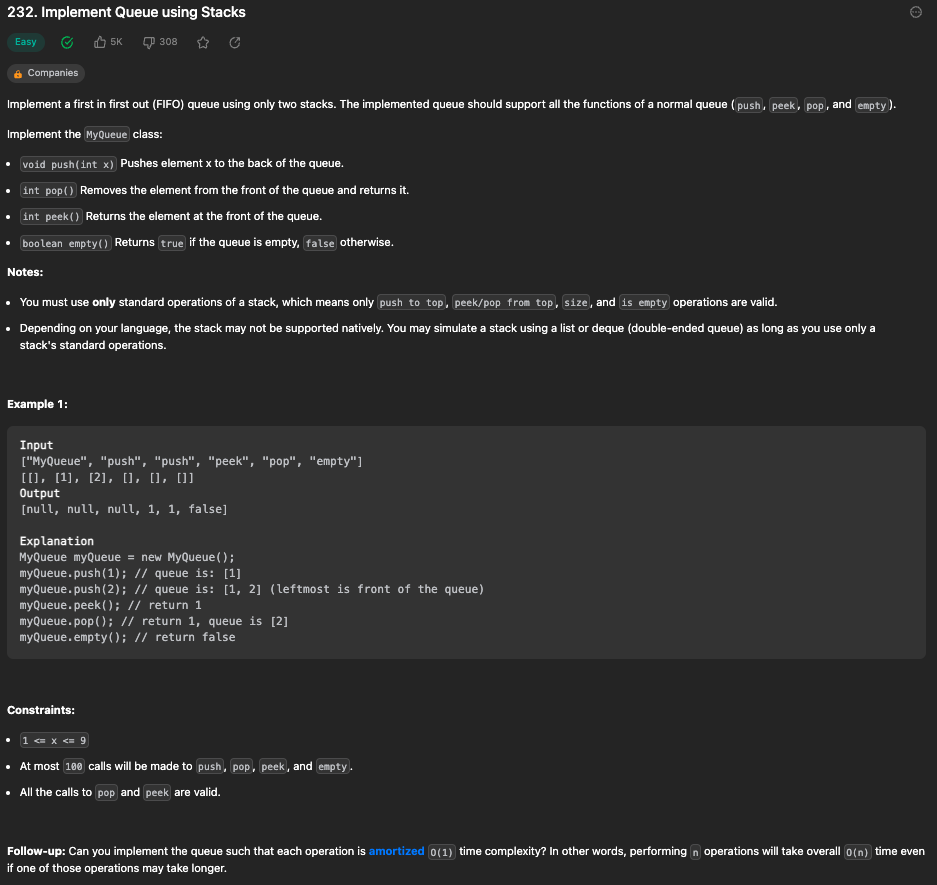 232. Implement Queue using Stacks
Easy 5K 308
Companies
Implement a first in first out (FIFO) queue using only two stacks. The implemented queue should support all the functions of a normal queue (push, peek, pop, and empty).
Implement the MyQueue class:
• void push(int x) Pushes element x to the back of the queue.
• int pop() Removes the element from the front of the queue and returns it.
• int peek() Returns the element at the front of the queue.
• boolean empty() Returns true if the queue is empty, false otherwise.
Notes:
• You must use only standard operations of a stack, which means only push to top, peek/pop from top, size, and is empty operations are valid.
• Depending on your language, the stack may not be supported natively. You may simulate a stack using a list or deque (double-ended queue) as long as you use only a
stack's standard operations.
Example 1:
Input
["MyQueue", "push", "push", "peek", "pop", "empty"]
[[], [1], [2], [], [], []]
Output
[null, null, null, 1, 1, false]
Explanation
MyQueue myQueue = new MyQueue();
myQueue.push(1); // queue is: [1]
myQueue.push(2); // queue is: [1, 2] (leftmost is front of the queue)
myQueue.peek(); // return 1
myQueue.pop(); // return 1, queue is [2]
myQueue.empty(); // return false
Constraints:
• 1 <= x <= 9
• At most 100 calls will be made to push, pop, peek, and empty.
• All the calls to pop and peek are valid.
Follow-up: Can you implement the queue such that each operation is amortized O(1) time complexity? In other words, performing n operations will take overall O(n) time even
if one of those operations may take longer.